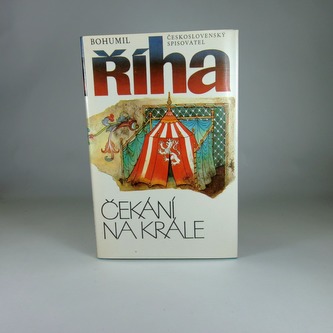 BOHUMIL
ČESKOSLOVENSKÝ
SPISOVATEL
Říha
ČEKÁNÍ
NA KRÁLE